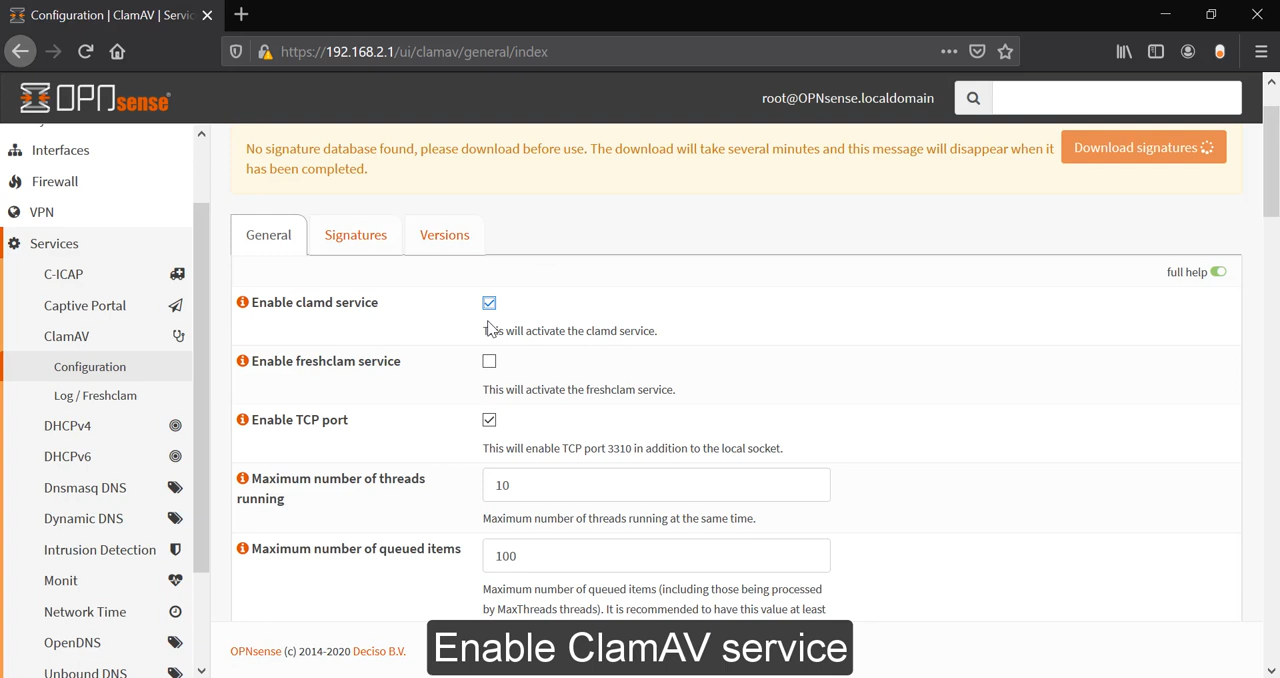 Configuration | ClamAV | Servic
https://192.168.2.1/ui/clamav/general/index
OPNsense
root@OPNsense.localdomain
Interfaces
Firewall
VPN
Services
C-ICAP
Captive Portal
ClamAV
Configuration
Log / Freshclam
DHCPv4
DHCPv6
Dnsmasq DNS
Dynamic DNS
Intrusion Detection
Monit
Network Time
OpenDNS
Unbound DNS
No signature database found, please download before use. The download will take several minutes and this message will disappear when it
has been completed.
Download signatures
General
Signatures
Versions
full help
Enable clamd service
This will activate the clamd service.
Enable freshclam service
This will activate the freshclam service.
Enable TCP port
This will enable TCP port 3310 in addition to the local socket.
Maximum number of threads
running
10
Maximum number of threads running at the same time.
Maximum number of queued items
100
Maximum number of queued items (including those being processed
by MaxThreads threads). It is recommended to have this value at least
OPNsense (c) 2014-2020 Deciso B.V.
Enable ClamAV service